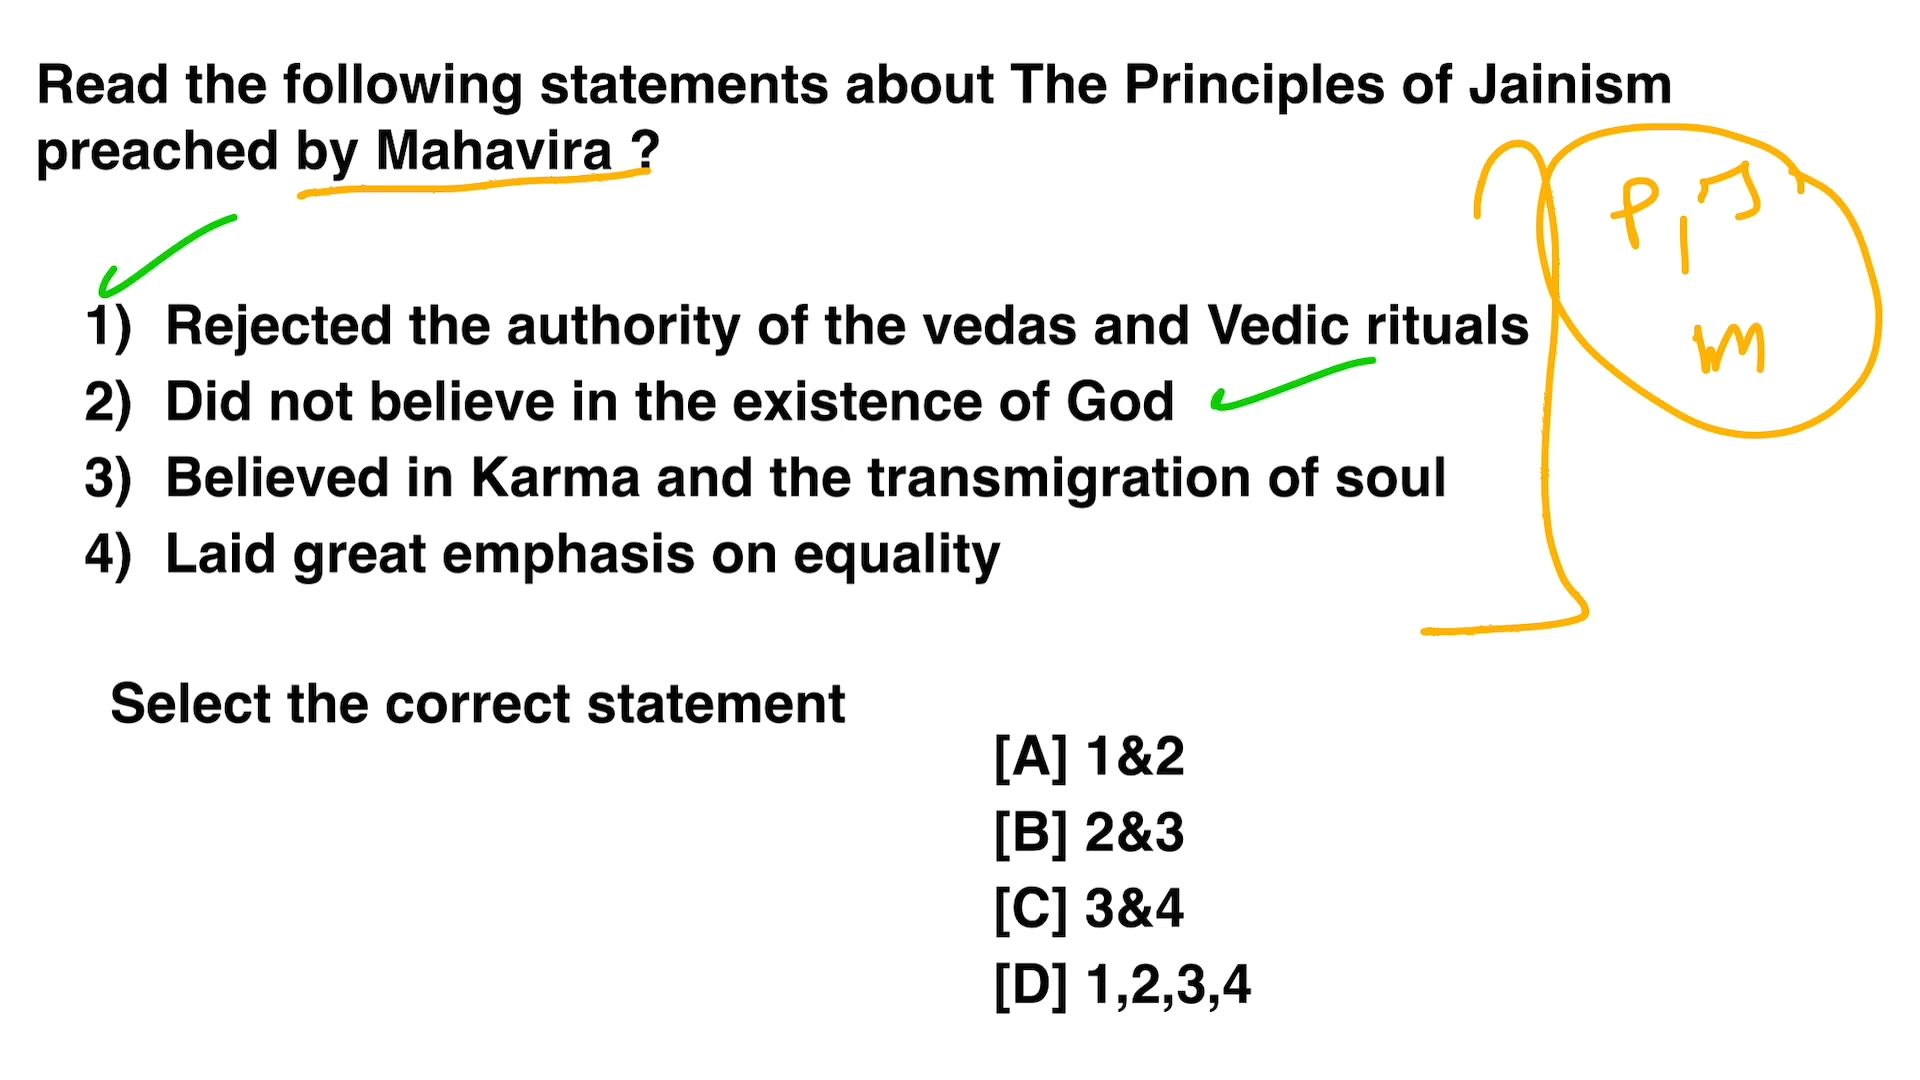 Read the following statements about The Principles of Jainism
preached by Mahavira ?
1) Rejected the authority of the vedas and Vedic rituals
2) Did not believe in the existence of God
3) Believed in Karma and the transmigration of soul
4) Laid great emphasis on equality
Select the correct statement
[A] 1&2
[B] 2&3
[C] 3&4
[D] 1,2,3,4